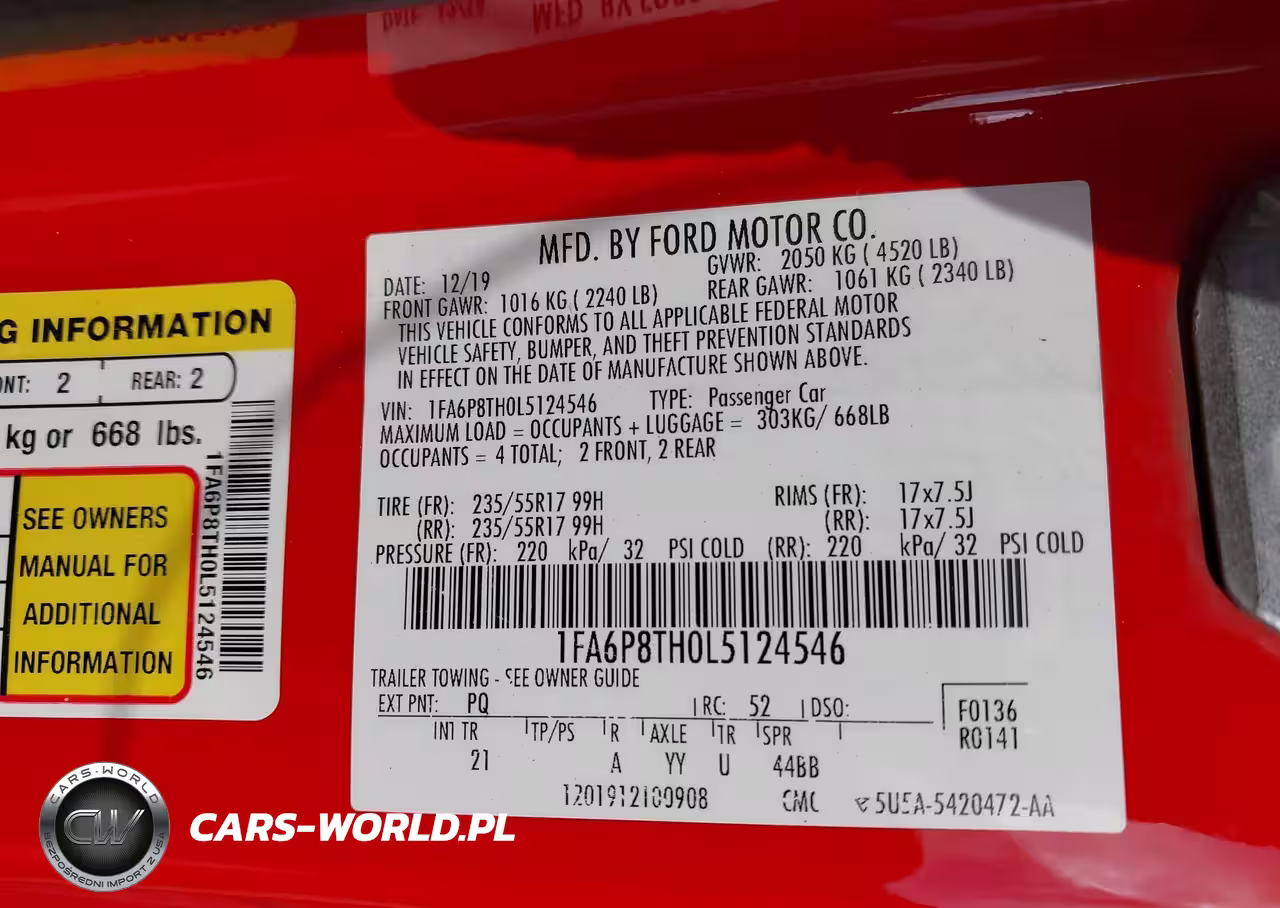 MFD. BY FORD MOTOR CO.
DATE: 12/19 GVWR: 2050 KG ( 4520 LB)
FRONT GAWR: 1016 KG ( 2240 LB) REAR GAWR: 1061 KG ( 2340 LB)
THIS VEHICLE CONFORMS TO ALL APPLICABLE FEDERAL MOTOR
VEHICLE SAFETY, BUMPER, AND THEFT PREVENTION STANDARDS
IN EFFECT ON THE DATE OF MANUFACTURE SHOWN ABOVE.
VIN: 1FA6P8TH0L5124546 TYPE: Passenger Car
MAXIMUM LOAD = OCCUPANTS + LUGGAGE = 303KG/ 668LB
OCCUPANTS = 4 TOTAL; 2 FRONT, 2 REAR
TIRE (FR): 235/55R17 99H RIMS (FR): 17x7.5J
(RR): 235/55R17 99H (RR): 17x7.5J
PRESSURE (FR): 220 kPa/ 32 PSI COLD (RR): 220 kPa/ 32 PSI COLD
1FA6P8TH0L5124546
TRAILER TOWING - SEE OWNER GUIDE
EXT PNT: PQ RC: 52 DSO: F0136
R0141
INT TR TP/PS R AXLE TR SPR
21 A YY U 44BB
1201912100908 CMC 5U5A-5420472-AA
G INFORMATION
NT: 2 REAR: 2
kg or 668 lbs.
1FA6P8TH0L5124546
SEE OWNERS
MANUAL FOR
ADDITIONAL
INFORMATION
CARS-WORLD
CW
BEZPOŚREDNI IMPORT Z USA
CARS-WORLD.PL